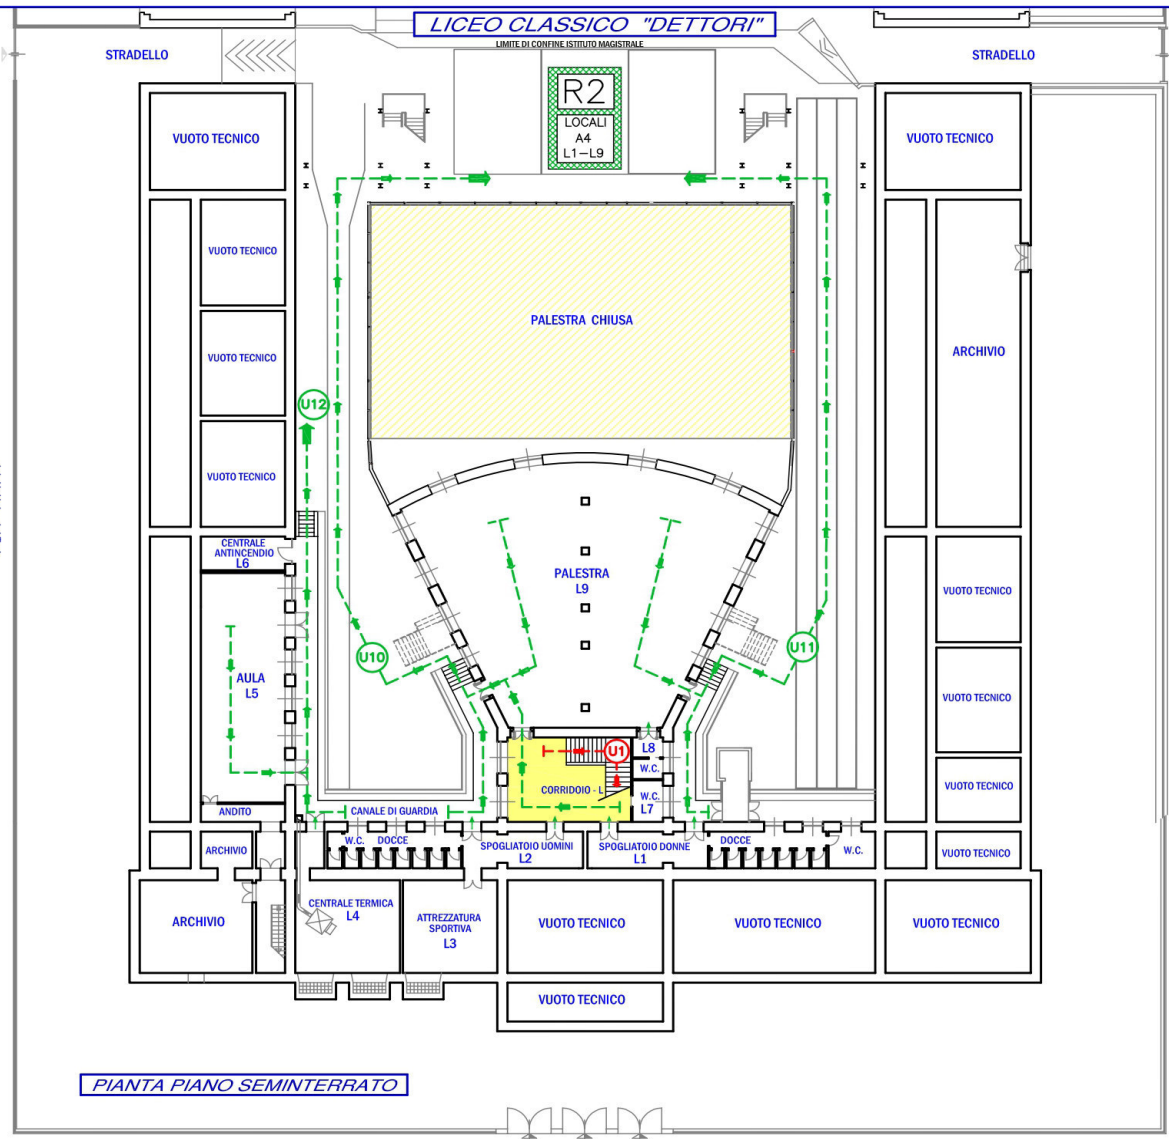 LICEO CLASSICO "DETTORI"
LIMITE DI CONFINE ISTITUTO MAGISTRALE
STRADELLO
STRADELLO
R2
LOCALI
A4
L1-L9
VUOTO TECNICO
VUOTO TECNICO
VUOTO TECNICO
VUOTO TECNICO
VUOTO TECNICO
PALESTRA CHIUSA
ARCHIVIO
U12
CENTRALE
ANTINCENDIO
L6
PALESTRA
L9
VUOTO TECNICO
U10
U11
AULA
L5
VUOTO TECNICO
U1
L8
W.C.
CORRIDOIO - L
W.C.
L7
VUOTO TECNICO
ANDITO
CANALE DI GUARDIA
ARCHIVIO
W.C.
DOCCE
SPOGLIATOIO UOMINI
L2
SPOGLIATOIO DONNE
L1
DOCCE
W.C.
VUOTO TECNICO
ARCHIVIO
CENTRALE TERMICA
L4
ATTREZZATURA
SPORTIVA
L3
VUOTO TECNICO
VUOTO TECNICO
VUOTO TECNICO
VUOTO TECNICO
PIANTA PIANO SEMINTERRATO